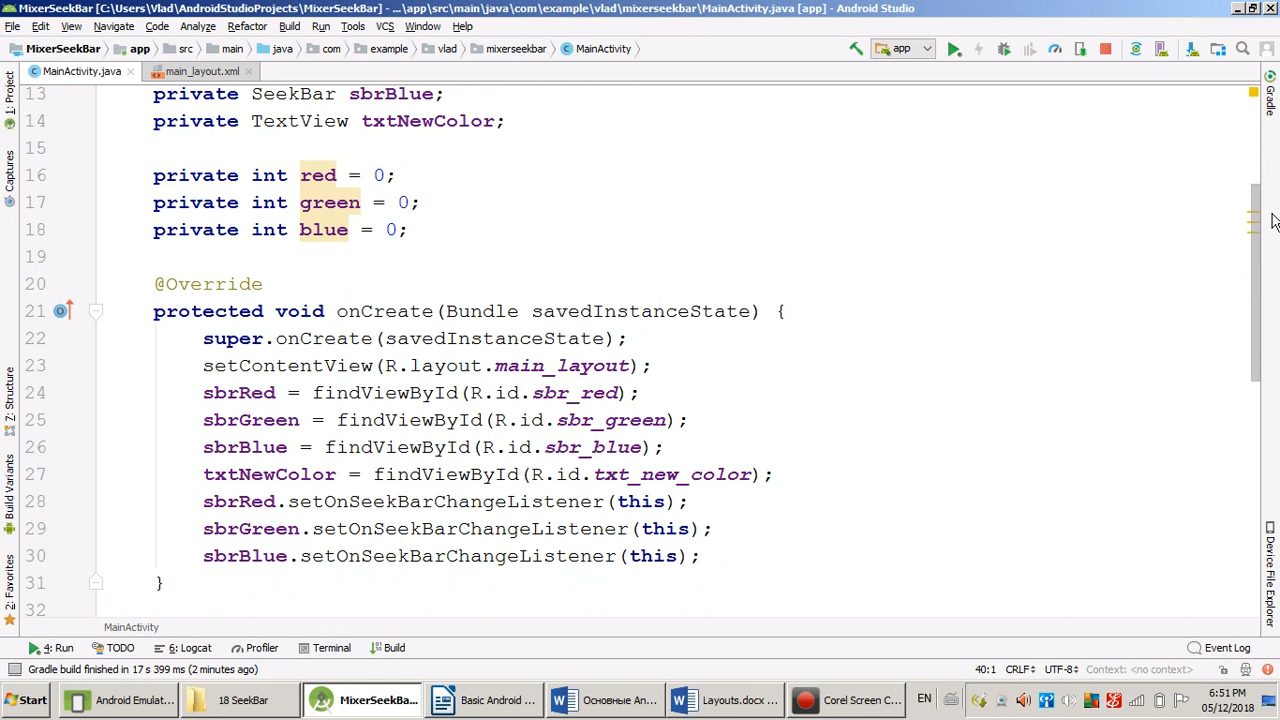 MixerSeekBar [C:\Users\Vlad\AndroidStudioProjects\MixerSeekBar] - ...\app\src\main\java\com\example\vlad\mixerseekbar\MainActivity.java [app] - Android Studio
File Edit View Navigate Code Analyze Refactor Build Run Tools VCS Window Help
MixerSeekBar app src main java com example vlad mixerseekbar MainActivity app
MainActivity.java main_layout.xml
13 private SeekBar sbrBlue;
14 private TextView txtNewColor;
15
16 private int red = 0;
17 private int green = 0;
18 private int blue = 0;
19
20 @Override
21 protected void onCreate(Bundle savedInstanceState) {
22 super.onCreate(savedInstanceState);
23 setContentView(R.layout.main_layout);
24 sbrRed = findViewById(R.id.sbr_red);
25 sbrGreen = findViewById(R.id.sbr_green);
26 sbrBlue = findViewById(R.id.sbr_blue);
27 txtNewColor = findViewById(R.id.txt_new_color);
28 sbrRed.setOnSeekBarChangeListener(this);
29 sbrGreen.setOnSeekBarChangeListener(this);
30 sbrBlue.setOnSeekBarChangeListener(this);
31 }
32
1: Project
Captures
7: Structure
Build Variants
2: Favorites
Gradle
Device File Explorer
MainActivity
4: Run TODO 6: Logcat Profiler Terminal Build Event Log
Gradle build finished in 17 s 399 ms (2 minutes ago) 40:1 CRLF UTF-8 Context: <no context>
Start Android Emulat... 18 SeekBar MixerSeekBa... Basic Android ... Основные Ап... Layouts.docx ... Corel Screen C... EN 6:51 PM
05/12/2018